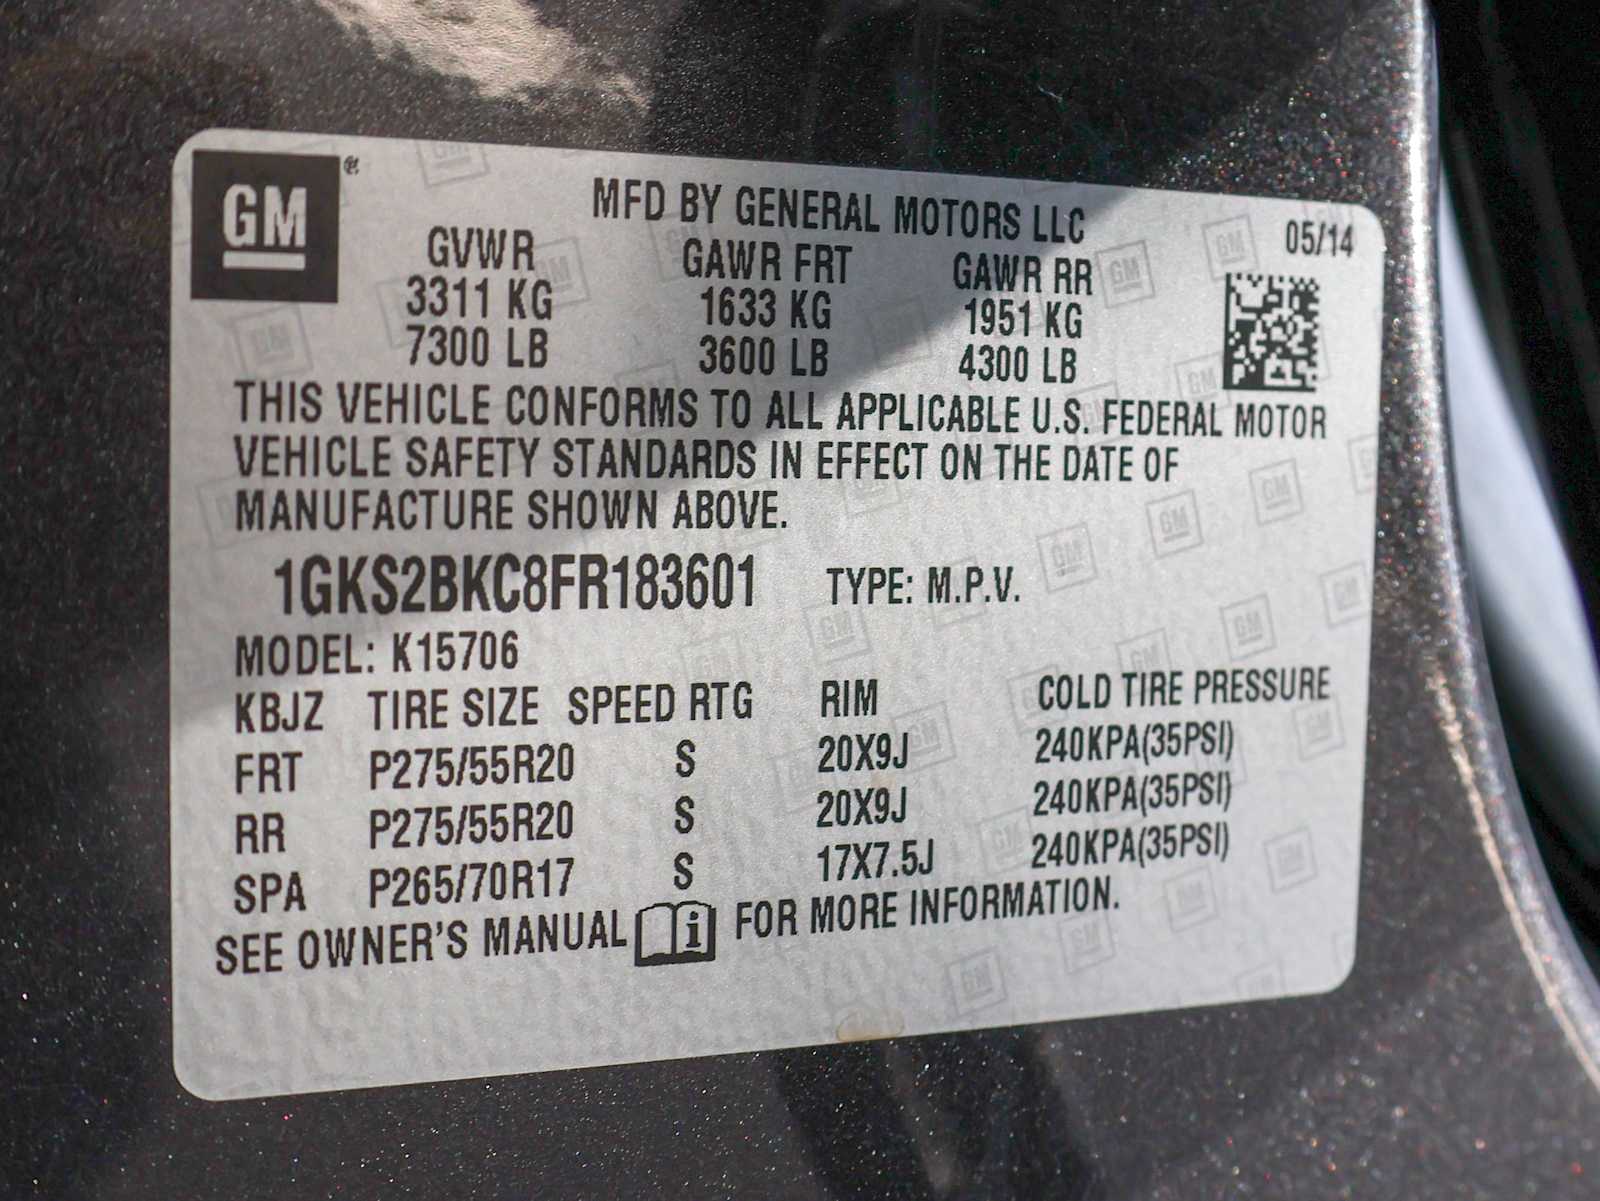 GM
MFD BY GENERAL MOTORS LLC 05/14
GVWR GAWR FRT GAWR RR
3311 KG 1633 KG 1951 KG
7300 LB 3600 LB 4300 LB
THIS VEHICLE CONFORMS TO ALL APPLICABLE U.S. FEDERAL MOTOR
VEHICLE SAFETY STANDARDS IN EFFECT ON THE DATE OF
MANUFACTURE SHOWN ABOVE.
1GKS2BKC8FR183601 TYPE: M.P.V.
MODEL: K15706
KBJZ TIRE SIZE SPEED RTG RIM COLD TIRE PRESSURE
FRT P275/55R20 S 20X9J 240KPA(35PSI)
RR P275/55R20 S 20X9J 240KPA(35PSI)
SPA P265/70R17 S 17X7.5J 240KPA(35PSI)
SEE OWNER'S MANUAL i FOR MORE INFORMATION.